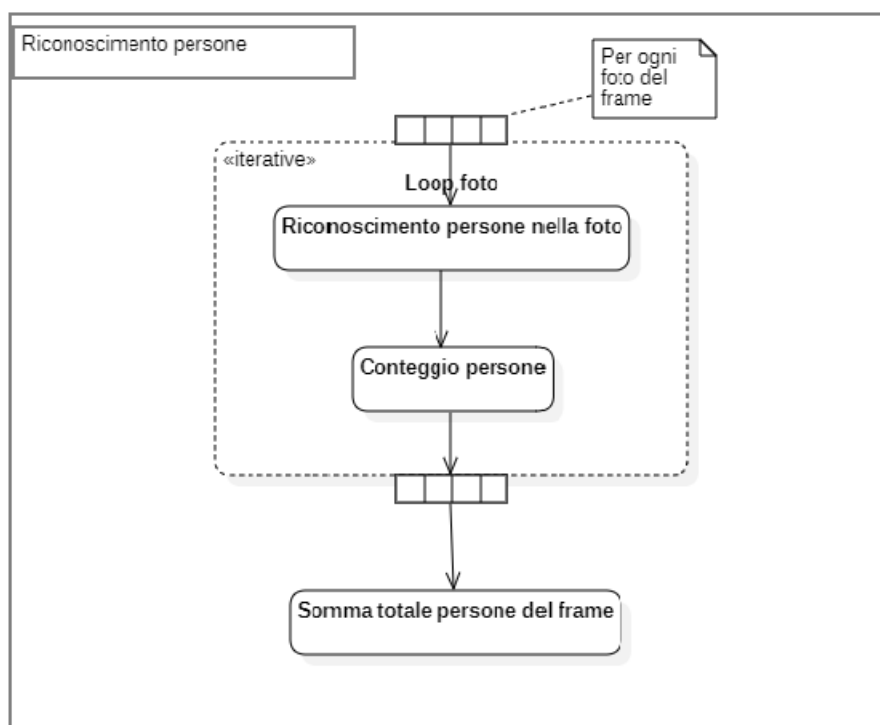 Riconoscimento persone
Per ogni
foto del
frame
«iterative»
Loop foto
Riconoscimento persone nella foto
Conteggio persone
Somma totale persone del frame